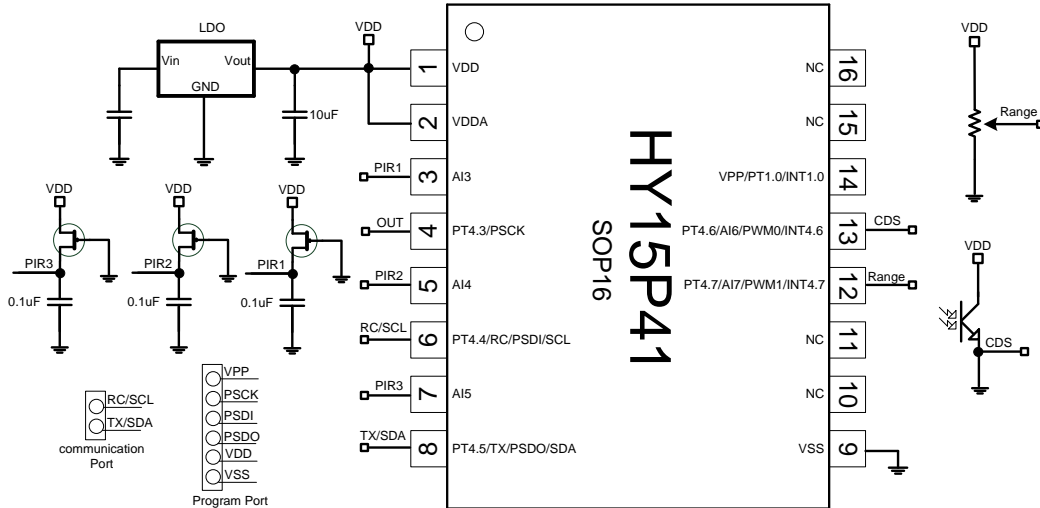 LDO
Vin
Vout
GND
10uF
VDD
VDD
VDD
VDD
PIR3
PIR2
PIR1
0.1uF
0.1uF
0.1uF
RC/SCL
TX/SDA
communication
Port
VPP
PSCK
PSDI
PSDO
VDD
VSS
Program Port
PIR1
OUT
PIR2
RC/SCL
PIR3
TX/SDA
1
VDD
2
VDDA
3
AI3
4
PT4.3/PSCK
5
AI4
6
PT4.4/RC/PSDI/SCL
7
AI5
8
PT4.5/TX/PSDO/SDA
HY15P41
SOP16
NC
16
NC
15
VPP/PT1.0/INT1.0
14
PT4.6/AI6/PWM0/INT4.6
13
CDS
PT4.7/AI7/PWM1/INT4.7
12
Range
NC
11
NC
10
VSS
9
VDD
Range
VDD
CDS